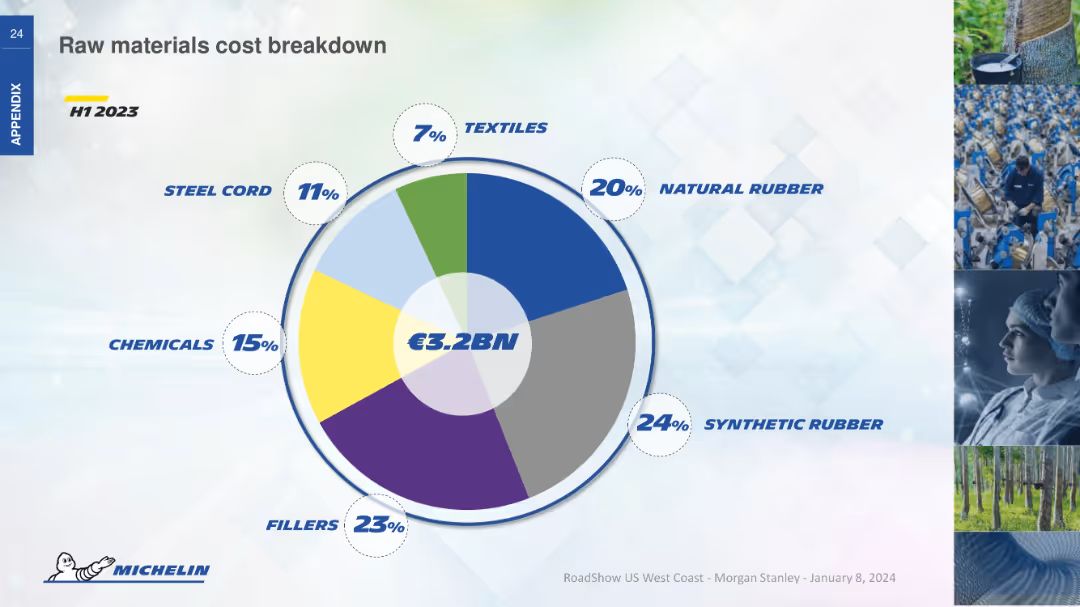 24
APPENDIX
Raw materials cost breakdown
H1 2023
7% TEXTILES
STEEL CORD 11%
20% NATURAL RUBBER
CHEMICALS 15%
€3.2BN
24% SYNTHETIC RUBBER
FILLERS 23%
MICHELIN
RoadShow US West Coast - Morgan Stanley - January 8, 2024